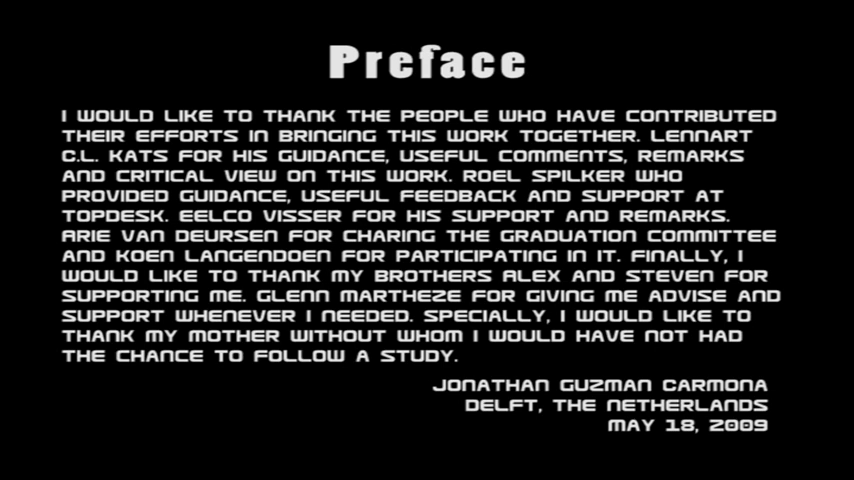 Preface
I WOULD LIKE TO THANK THE PEOPLE WHO HAVE CONTRIBUTED
THEIR EFFORTS IN BRINGING THIS WORK TOGETHER. LENNART
C.L. KATS FOR HIS GUIDANCE, USEFUL COMMENTS, REMARKS
AND CRITICAL VIEW ON THIS WORK. ROEL SPILKER WHO
PROVIDED GUIDANCE, USEFUL FEEDBACK AND SUPPORT AT
TOPDESK. EELCO VISSER FOR HIS SUPPORT AND REMARKS.
ARIE VAN DEURSEN FOR CHARING THE GRADUATION COMMITTEE
AND KOEN LANGENDOEN FOR PARTICIPATING IN IT. FINALLY, I
WOULD LIKE TO THANK MY BROTHERS ALEX AND STEVEN FOR
SUPPORTING ME. GLENN MARTHEZE FOR GIVING ME ADVISE AND
SUPPORT WHENEVER I NEEDED. SPECIALLY, I WOULD LIKE TO
THANK MY MOTHER WITHOUT WHOM I WOULD HAVE NOT HAD
THE CHANCE TO FOLLOW A STUDY.
JONATHAN GUZMAN CARMONA
DELFT, THE NETHERLANDS
MAY 18, 2009